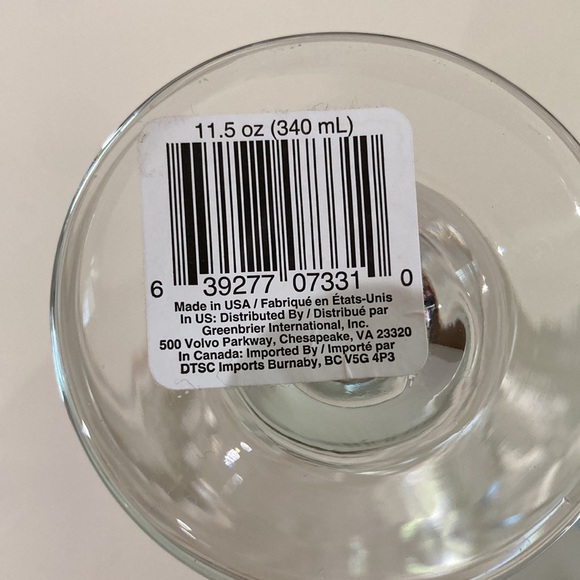 11.5 oz (340 mL)
6 39277 07331 0
Made in USA / Fabriqué en États-Unis
In US: Distributed By / Distribué par
Greenbrier International, Inc.
500 Volvo Parkway, Chesapeake, VA 23320
In Canada: Imported By / Importé par
DTSC Imports Burnaby, BC V5G 4P3